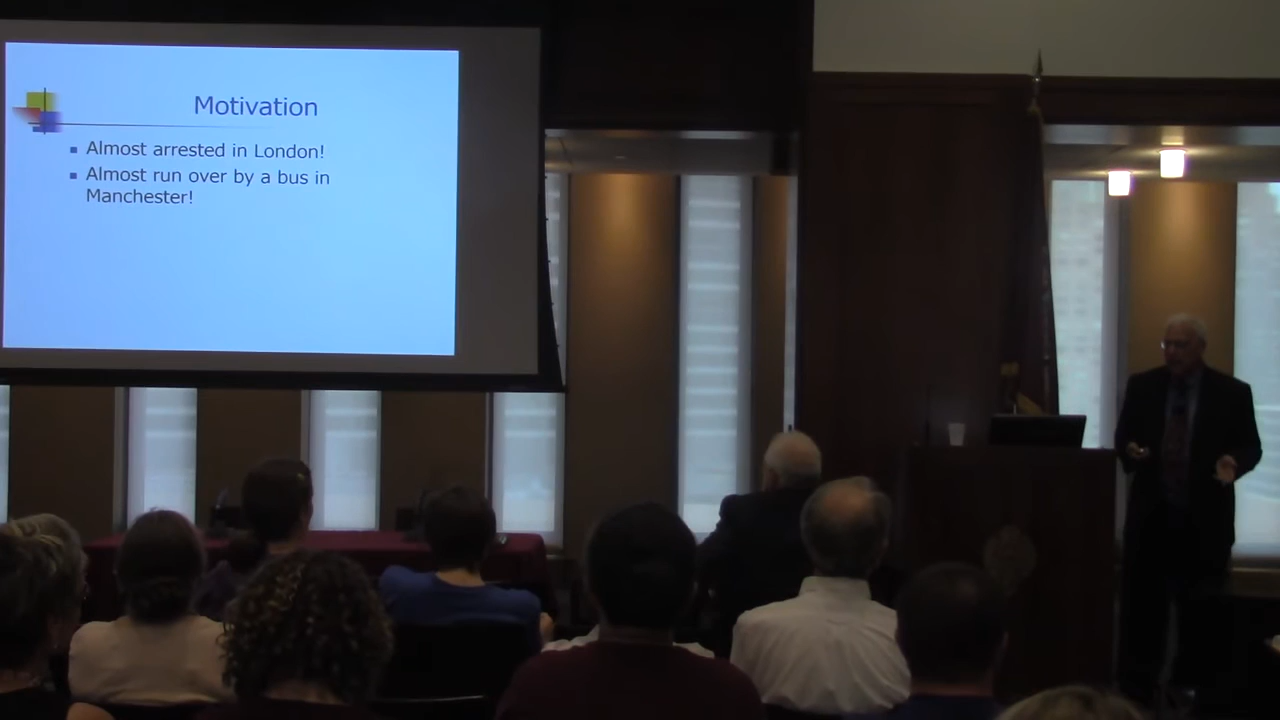 Motivation
Almost arrested in London!
Almost run over by a bus in
Manchester!